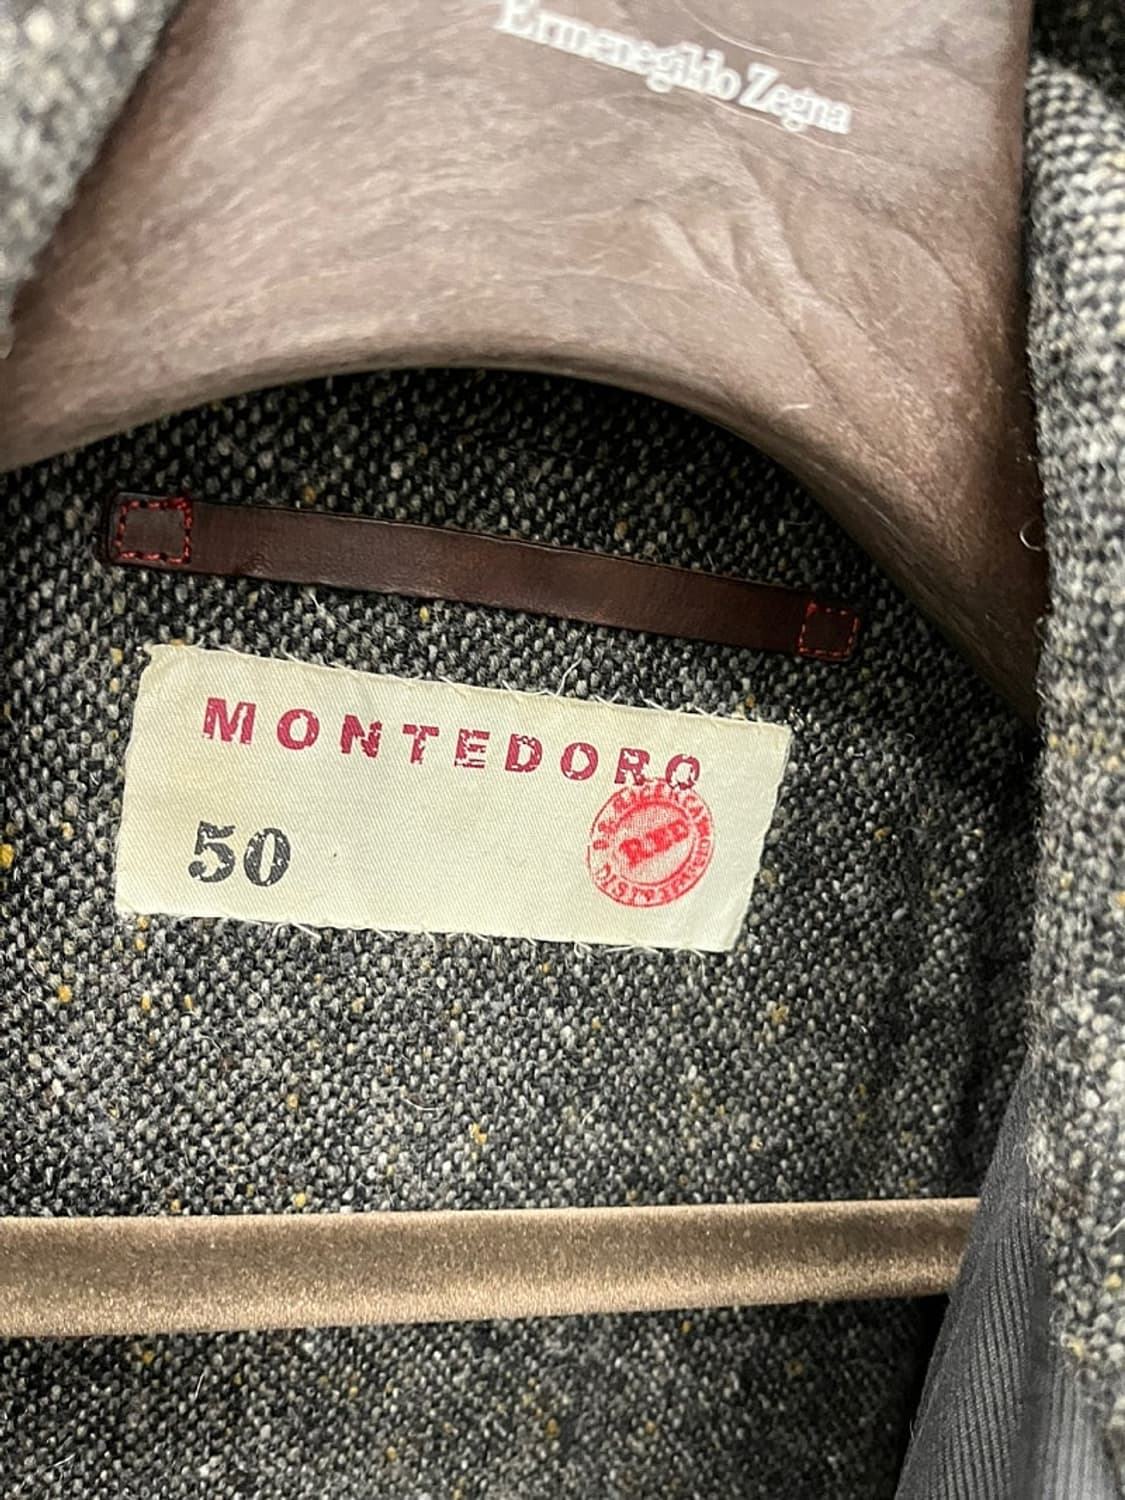 Ermenegildo Zegna
MONTEDORO
50
RED